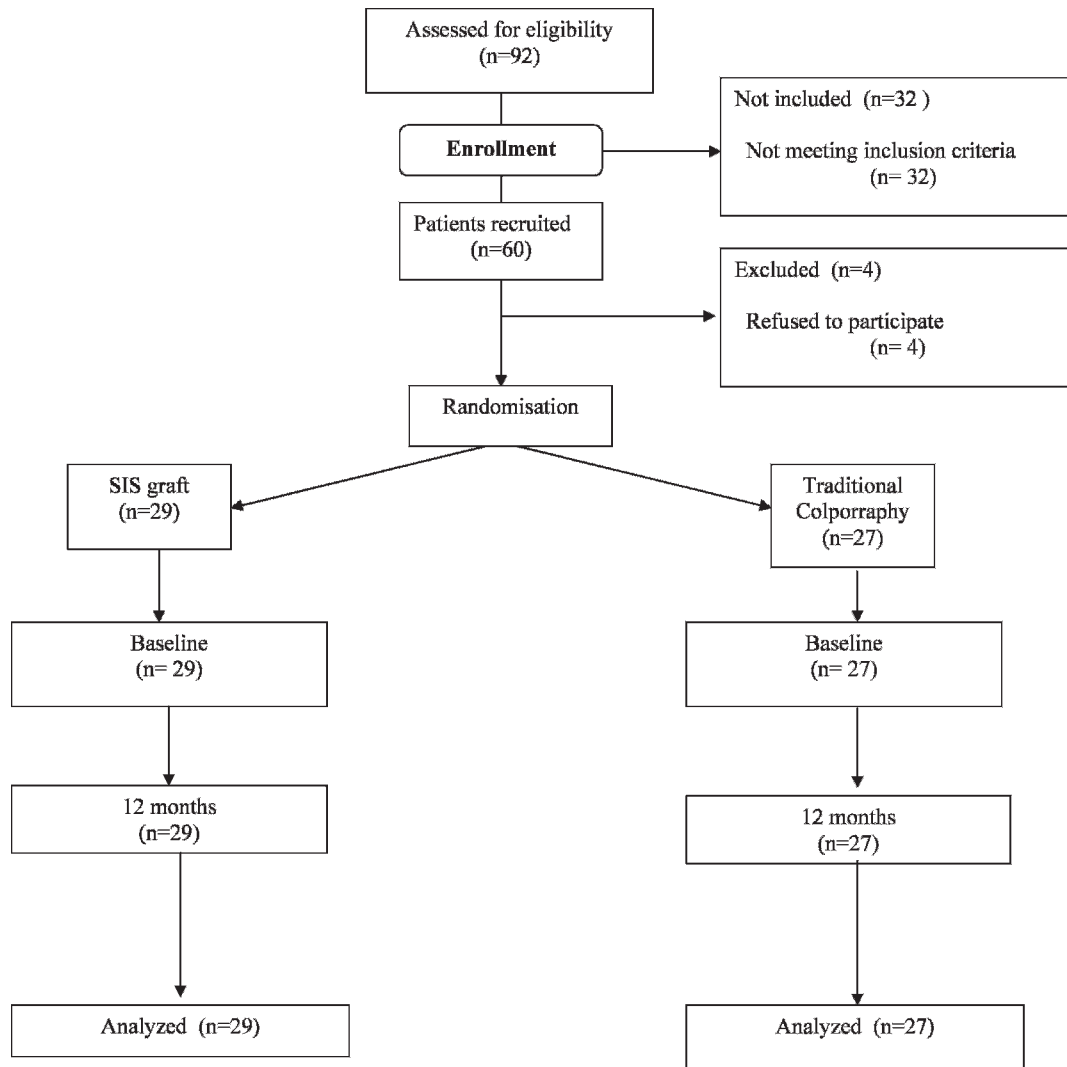 Assessed for eligibility
(n=92)
Not included (n=32 )
Not meeting inclusion criteria
(n= 32)
Enrollment
Patients recruited
(n=60)
Excluded (n=4)
Refused to participate
(n= 4)
Randomisation
SIS graft
(n=29)
Traditional
Colporraphy
(n=27)
Baseline
(n= 29)
Baseline
(n= 27)
12 months
(n=29)
12 months
(n=27)
Analyzed (n=29)
Analyzed (n=27)